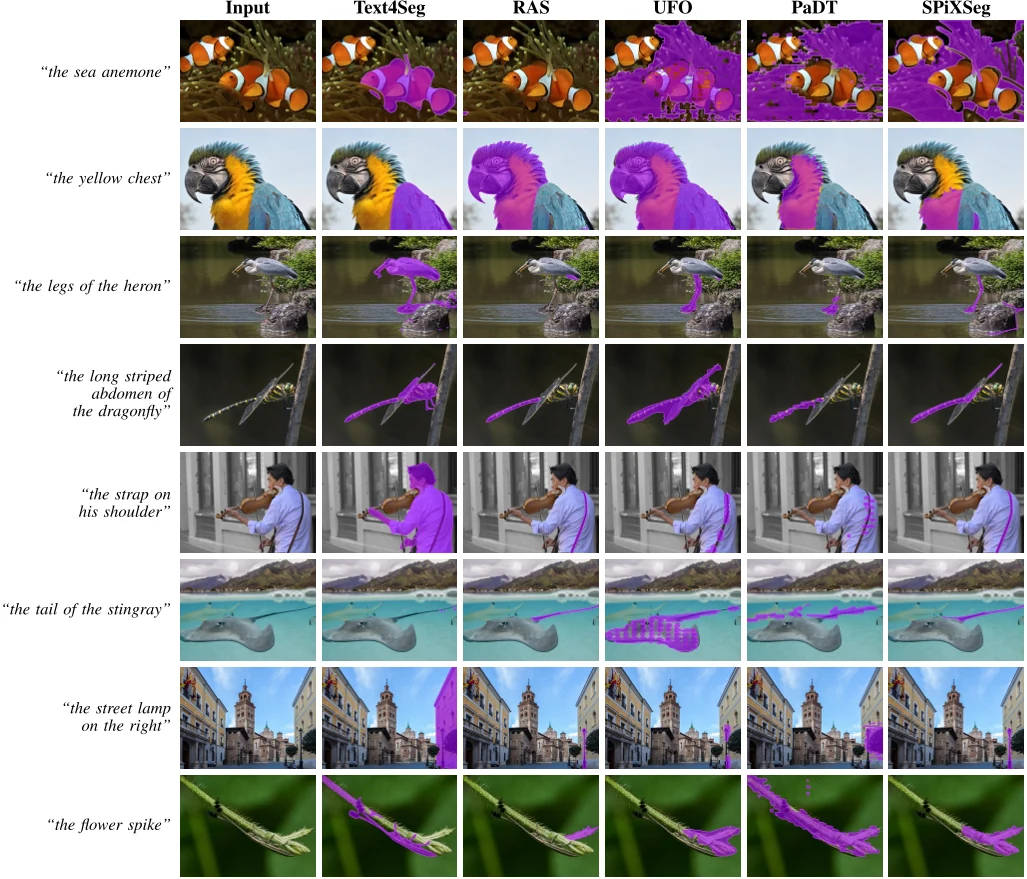 Input Text4Seg RAS UFO PaDT SPiXSeg
“the sea anemone”
“the yellow chest”
“the legs of the heron”
“the long striped
abdomen of
the dragonfly”
“the strap on
his shoulder”
“the tail of the stingray”
“the street lamp
on the right”
“the flower spike”